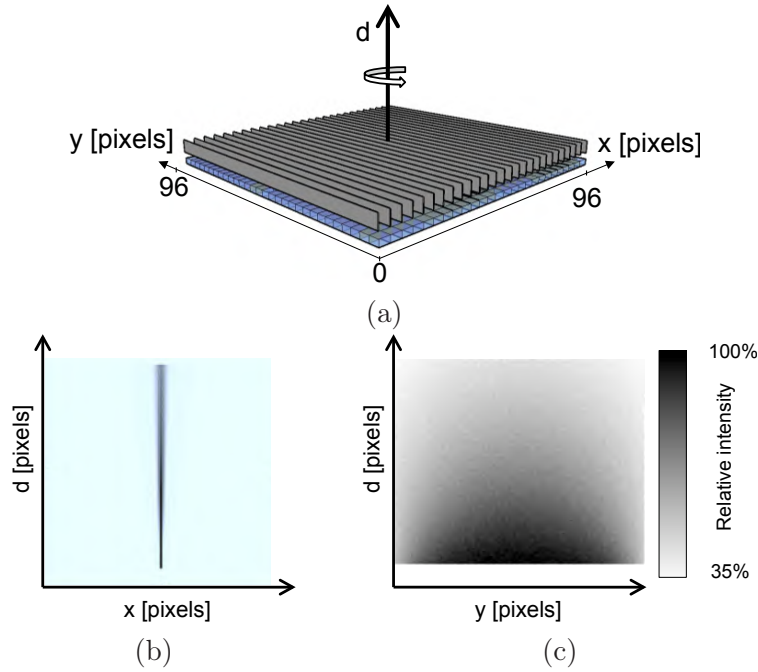 d
y [pixels]
x [pixels]
96
96
0
(a)
d [pixels]
x [pixels]
(b)
d [pixels]
y [pixels]
(c)
100%
Relative intensity
35%